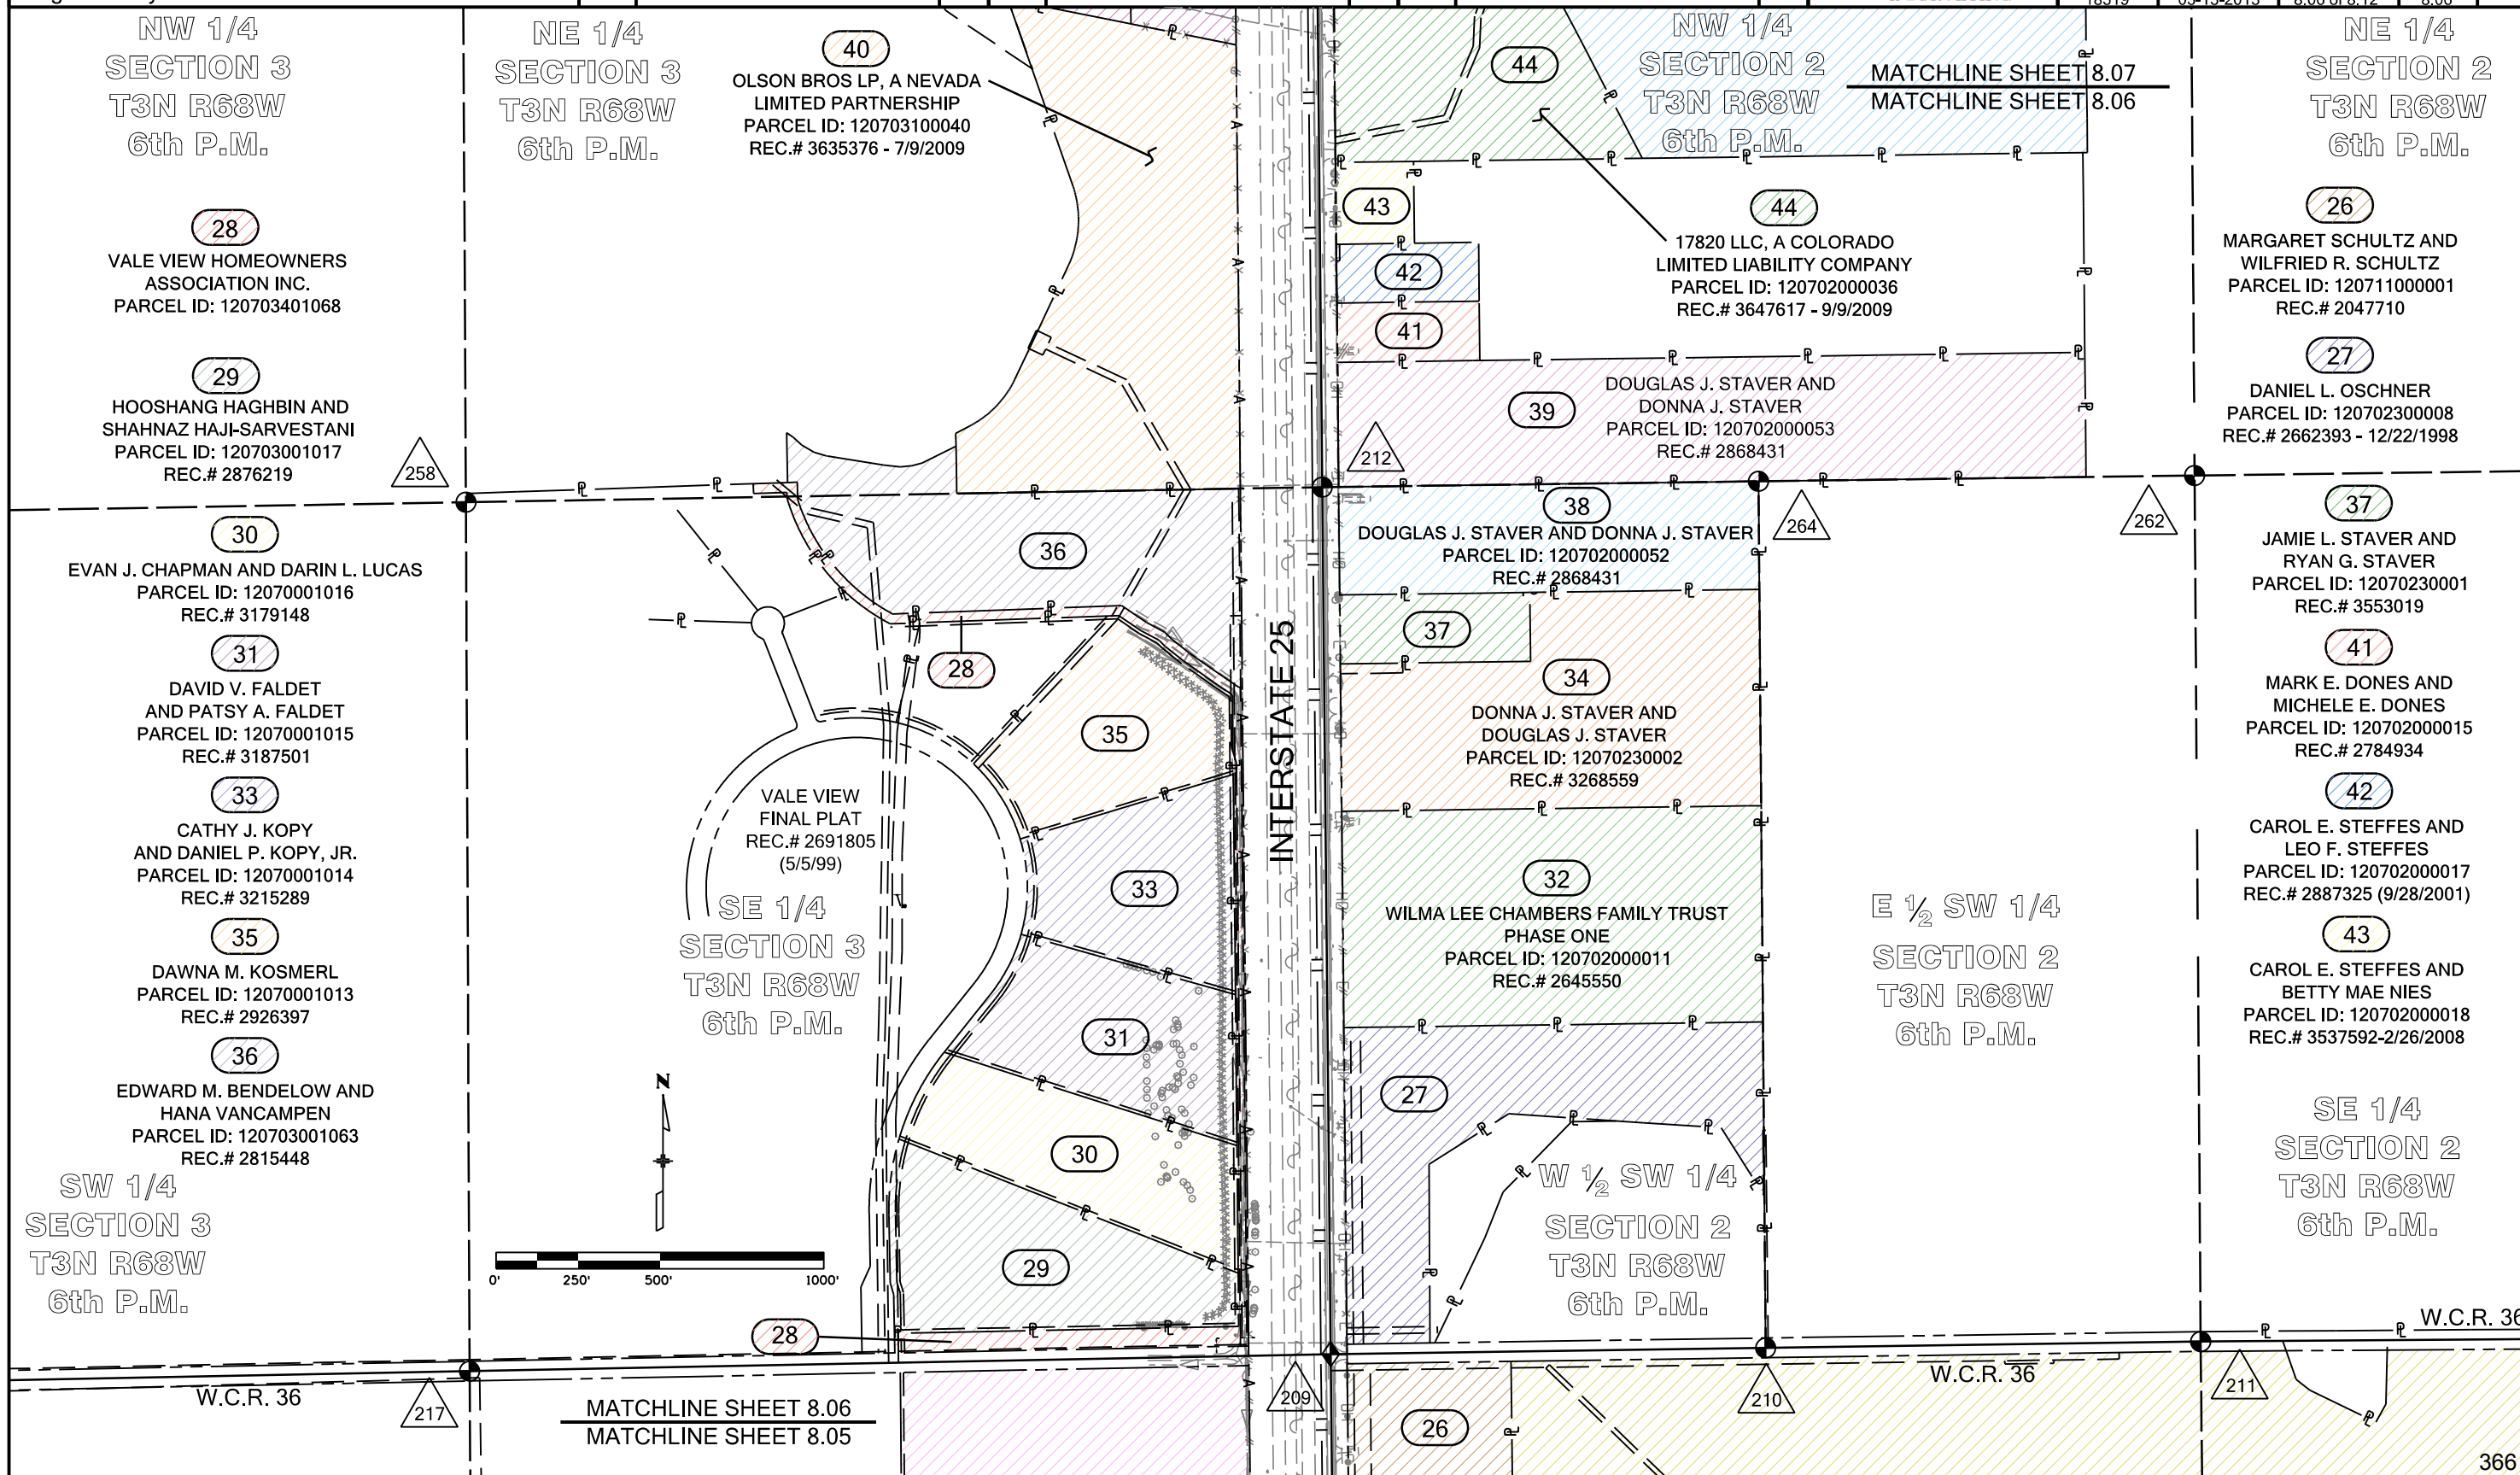 18319 05-15-2015 8.06 of 8.12 8.06
NW 1/4
SECTION 3
T3N R68W
6th P.M.
NE 1/4
SECTION 3
T3N R68W
6th P.M.
40
OLSON BROS LP, A NEVADA
LIMITED PARTNERSHIP
PARCEL ID: 120703100040
REC.# 3635376 - 7/9/2009
44
NW 1/4
SECTION 2
T3N R68W
6th P.M.
MATCHLINE SHEET 8.07
MATCHLINE SHEET 8.06
NE 1/4
SECTION 2
T3N R68W
6th P.M.
28
VALE VIEW HOMEOWNERS
ASSOCIATION INC.
PARCEL ID: 120703401068
29
HOOSHANG HAGHBIN AND
SHAHNAZ HAJI-SARVESTANI
PARCEL ID: 120703001017
REC.# 2876219
258
30
EVAN J. CHAPMAN AND DARIN L. LUCAS
PARCEL ID: 12070001016
REC.# 3179148
31
DAVID V. FALDET
AND PATSY A. FALDET
PARCEL ID: 12070001015
REC.# 3187501
33
CATHY J. KOPY
AND DANIEL P. KOPY, JR.
PARCEL ID: 12070001014
REC.# 3215289
35
DAWNA M. KOSMERL
PARCEL ID: 12070001013
REC.# 2926397
36
EDWARD M. BENDELOW AND
HANA VANCAMPEN
PARCEL ID: 120703001063
REC.# 2815448
SW 1/4
SECTION 3
T3N R68W
6th P.M.
W.C.R. 36
217
36
28
35
VALE VIEW
FINAL PLAT
REC.# 2691805
(5/5/99)
33
SE 1/4
SECTION 3
T3N R68W
6th P.M.
31
N
30
29
0' 250' 500' 1000'
28
MATCHLINE SHEET 8.06
MATCHLINE SHEET 8.05
INTERSTATE 25
209
43
42
41
44
17820 LLC, A COLORADO
LIMITED LIABILITY COMPANY
PARCEL ID: 120702000036
REC.# 3647617 - 9/9/2009
39
DOUGLAS J. STAVER AND
DONNA J. STAVER
PARCEL ID: 120702000053
REC.# 2868431
212
38
DOUGLAS J. STAVER AND DONNA J. STAVER
PARCEL ID: 120702000052
REC.# 2868431
264
262
37
34
DONNA J. STAVER AND
DOUGLAS J. STAVER
PARCEL ID: 12070230002
REC.# 3268559
32
WILMA LEE CHAMBERS FAMILY TRUST
PHASE ONE
PARCEL ID: 120702000011
REC.# 2645550
27
W ½ SW 1/4
SECTION 2
T3N R68W
6th P.M.
E ½ SW 1/4
SECTION 2
T3N R68W
6th P.M.
26
210
W.C.R. 36
211
26
MARGARET SCHULTZ AND
WILFRIED R. SCHULTZ
PARCEL ID: 120711000001
REC.# 2047710
27
DANIEL L. OSCHNER
PARCEL ID: 120702300008
REC.# 2662393 - 12/22/1998
37
JAMIE L. STAVER AND
RYAN G. STAVER
PARCEL ID: 12070230001
REC.# 3553019
41
MARK E. DONES AND
MICHELE E. DONES
PARCEL ID: 120702000015
REC.# 2784934
42
CAROL E. STEFFES AND
LEO F. STEFFES
PARCEL ID: 120702000017
REC.# 2887325 (9/28/2001)
43
CAROL E. STEFFES AND
BETTY MAE NIES
PARCEL ID: 120702000018
REC.# 3537592-2/26/2008
SE 1/4
SECTION 2
T3N R68W
6th P.M.
W.C.R. 36
366